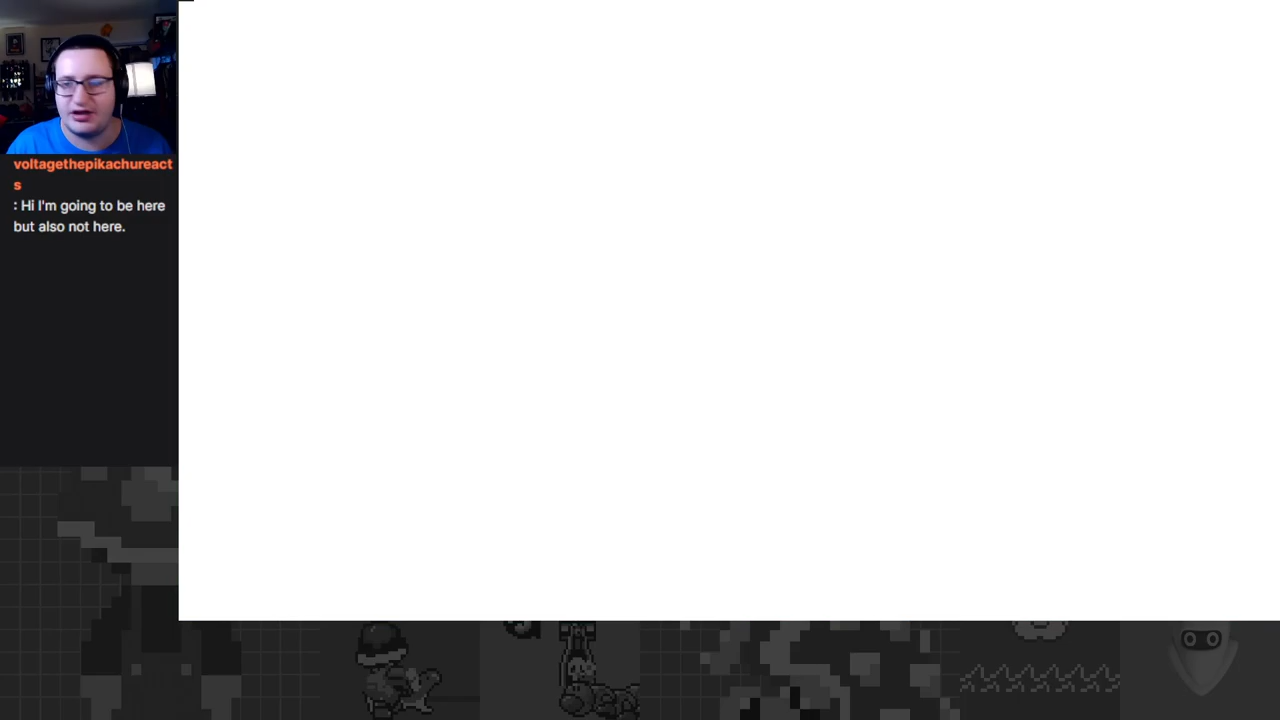 voltagethepikachureact
s
: Hi I'm going to be here
but also not here.